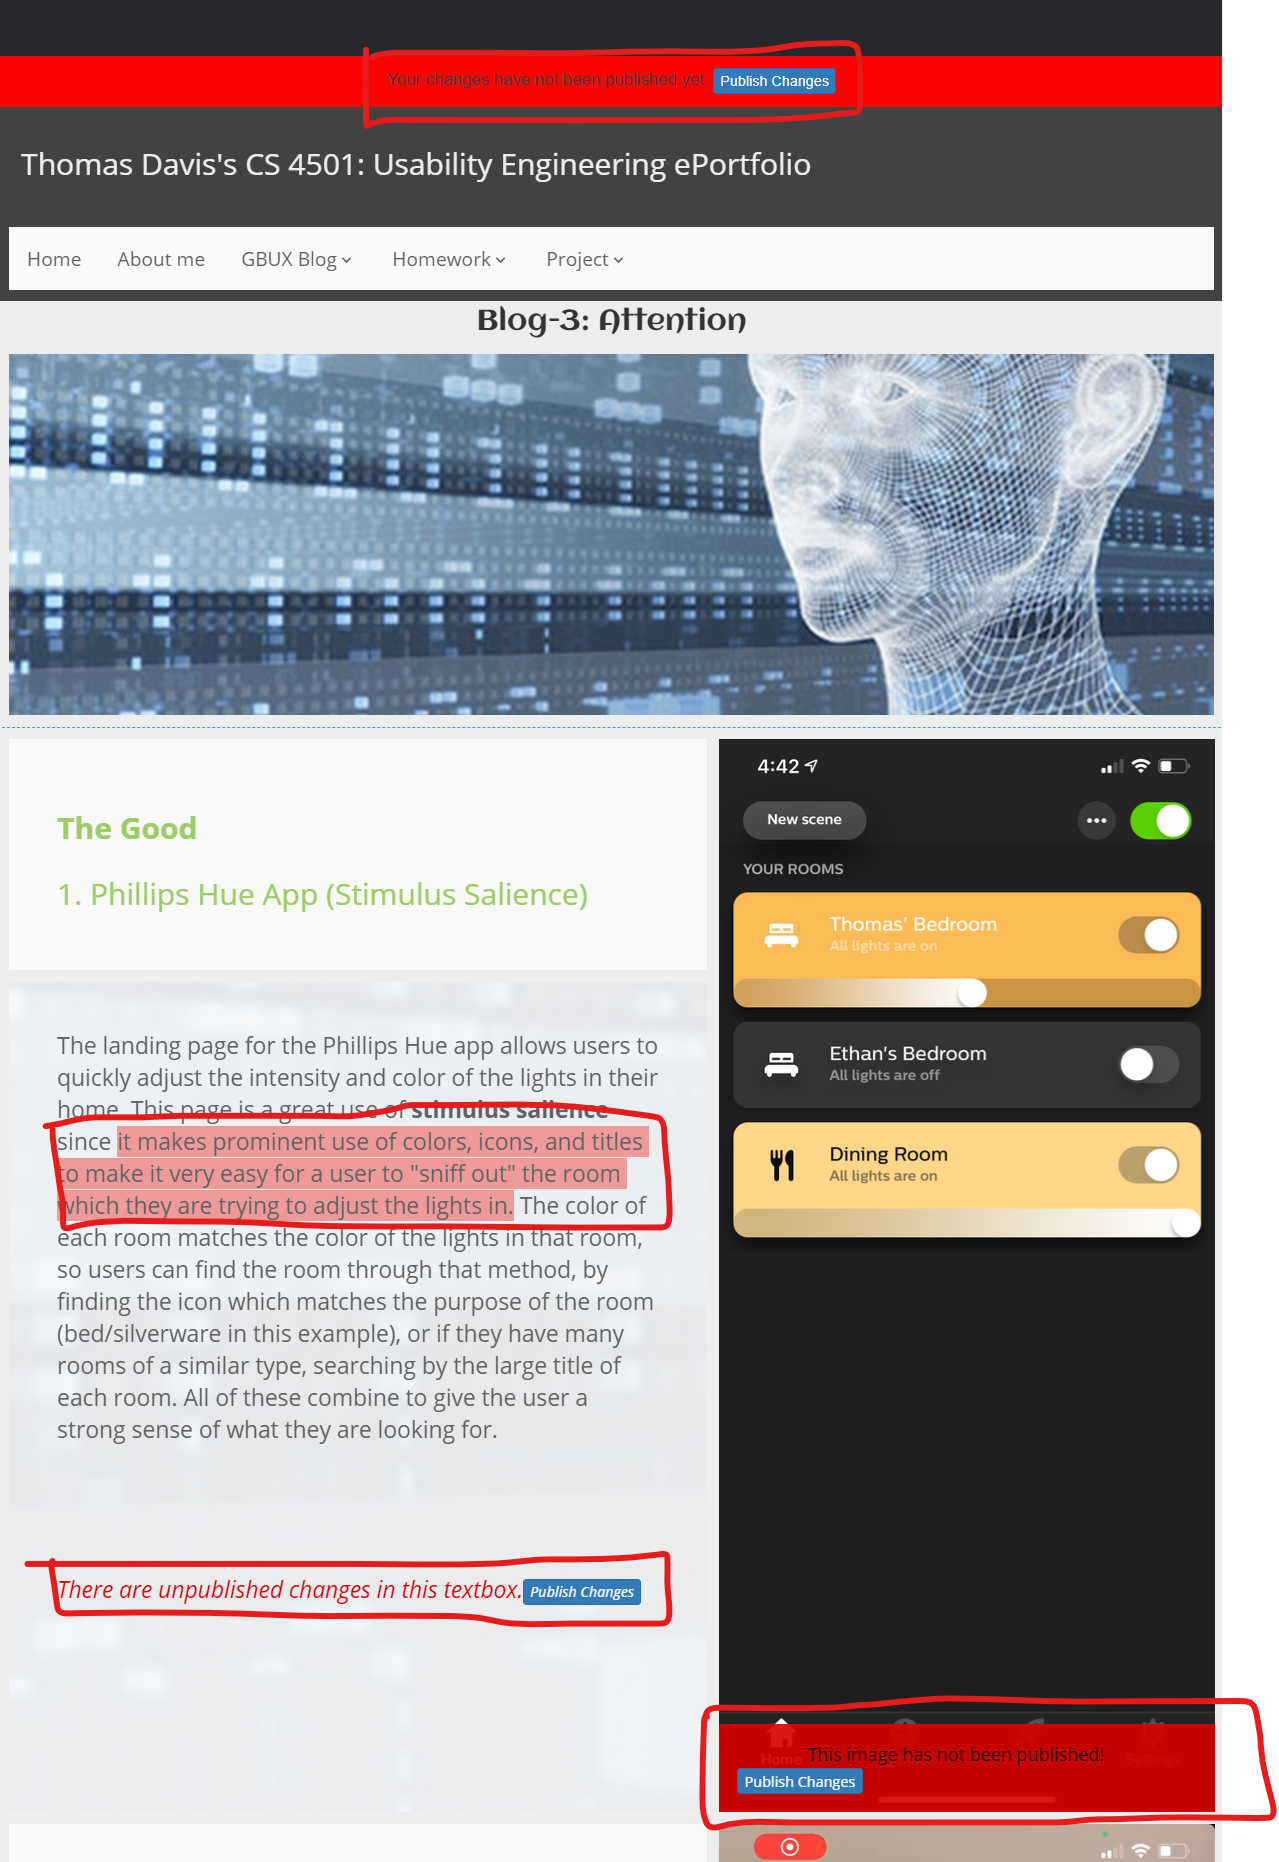 Your changes have not been published yet. Publish Changes
Thomas Davis's CS 4501: Usability Engineering ePortfolio
Home About me GBUX Blog Homework Project
Blog-3: Attention
The Good
1. Phillips Hue App (Stimulus Salience)
The landing page for the Phillips Hue app allows users to
quickly adjust the intensity and color of the lights in their
home. This page is a great use of stimulus salience
since it makes prominent use of colors, icons, and titles
to make it very easy for a user to "sniff out" the room
which they are trying to adjust the lights in. The color of
each room matches the color of the lights in that room,
so users can find the room through that method, by
finding the icon which matches the purpose of the room
(bed/silverware in this example), or if they have many
rooms of a similar type, searching by the large title of
each room. All of these combine to give the user a
strong sense of what they are looking for.
There are unpublished changes in this textbox. Publish Changes
4:42
New scene
YOUR ROOMS
Thomas' Bedroom
All lights are on
Ethan's Bedroom
All lights are off
Dining Room
All lights are on
Home Settings
This image has not been published!
Publish Changes